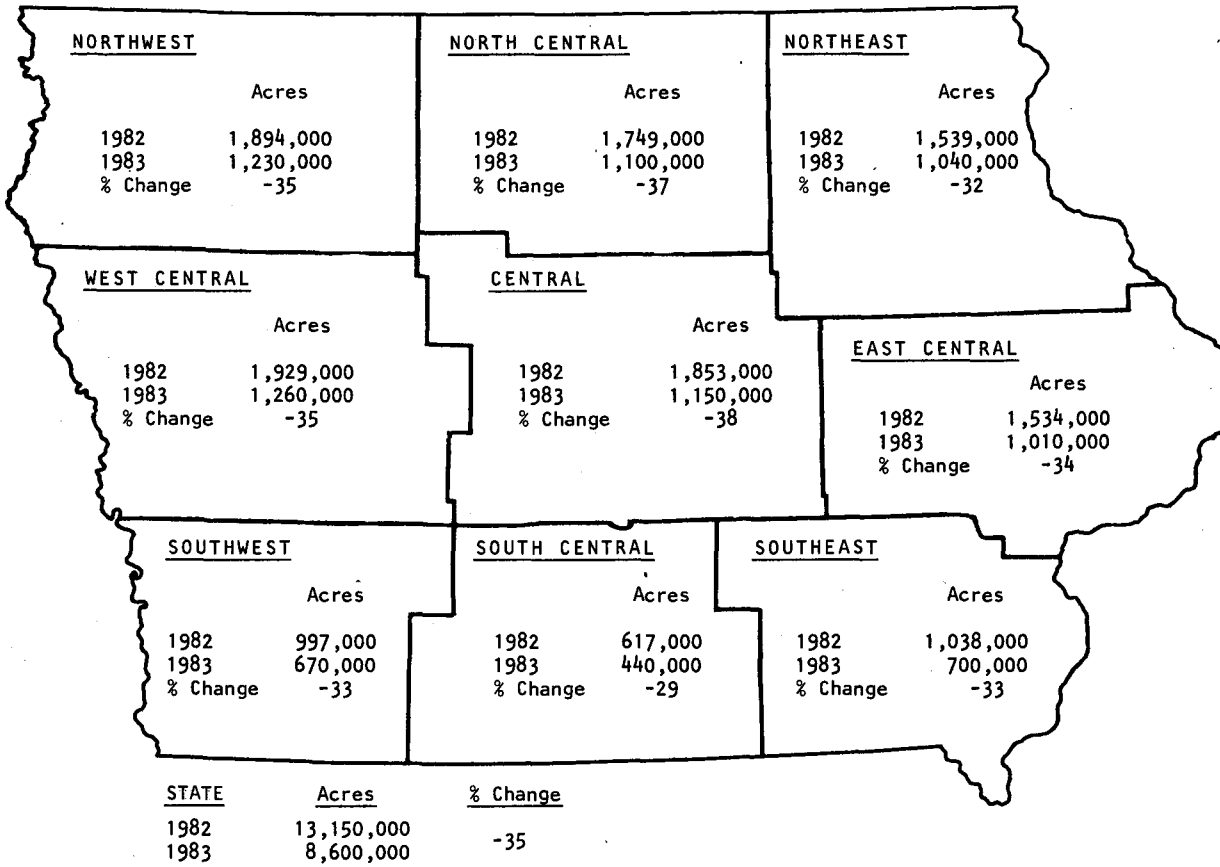 NORTHWEST
Acres
1982 1,894,000
1983 1,230,000
% Change -35
NORTH CENTRAL
Acres
1982 1,749,000
1983 1,100,000
% Change -37
NORTHEAST
Acres
1982 1,539,000
1983 1,040,000
% Change -32
WEST CENTRAL
Acres
1982 1,929,000
1983 1,260,000
% Change -35
CENTRAL
Acres
1982 1,853,000
1983 1,150,000
% Change -38
EAST CENTRAL
Acres
1982 1,534,000
1983 1,010,000
% Change -34
SOUTHWEST
Acres
1982 997,000
1983 670,000
% Change -33
SOUTH CENTRAL
Acres
1982 617,000
1983 440,000
% Change -29
SOUTHEAST
Acres
1982 1,038,000
1983 700,000
% Change -33
STATE Acres % Change
1982 13,150,000
-35
1983 8,600,000